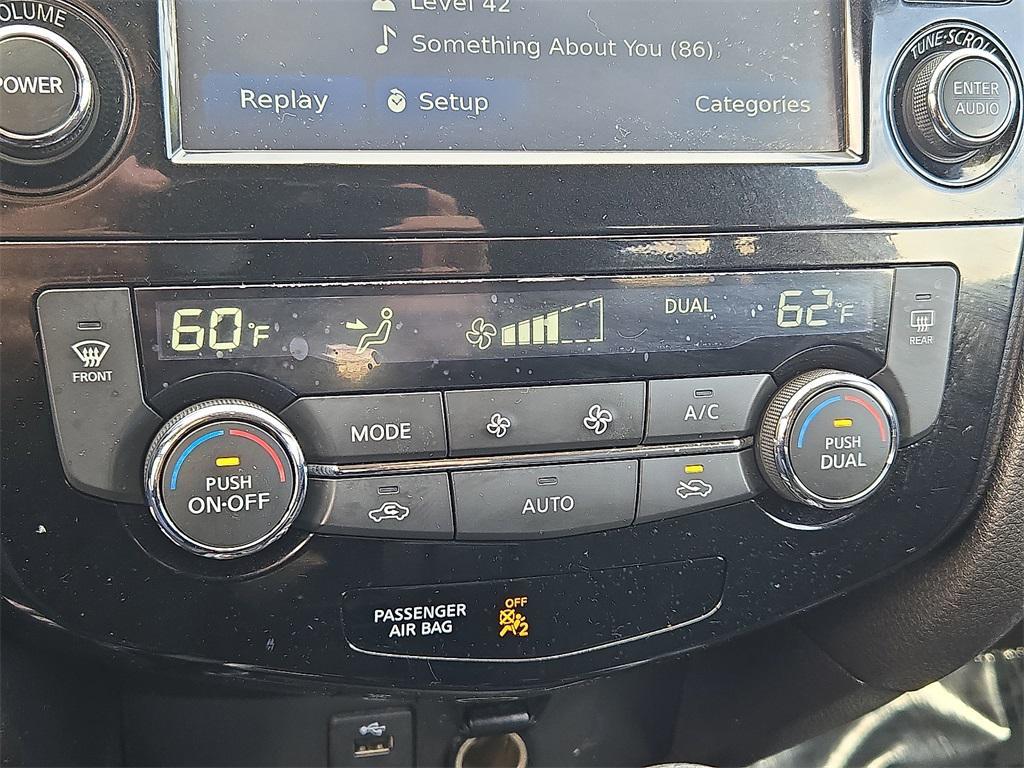 VOLUME
POWER
Level 42
Something About You (86)
Replay
Setup
Categories
TUNE·SCROLL
ENTER
AUDIO
60°F
DUAL
62°F
FRONT
REAR
MODE
A/C
PUSH
ON·OFF
AUTO
PUSH
DUAL
PASSENGER
AIR BAG
OFF
2